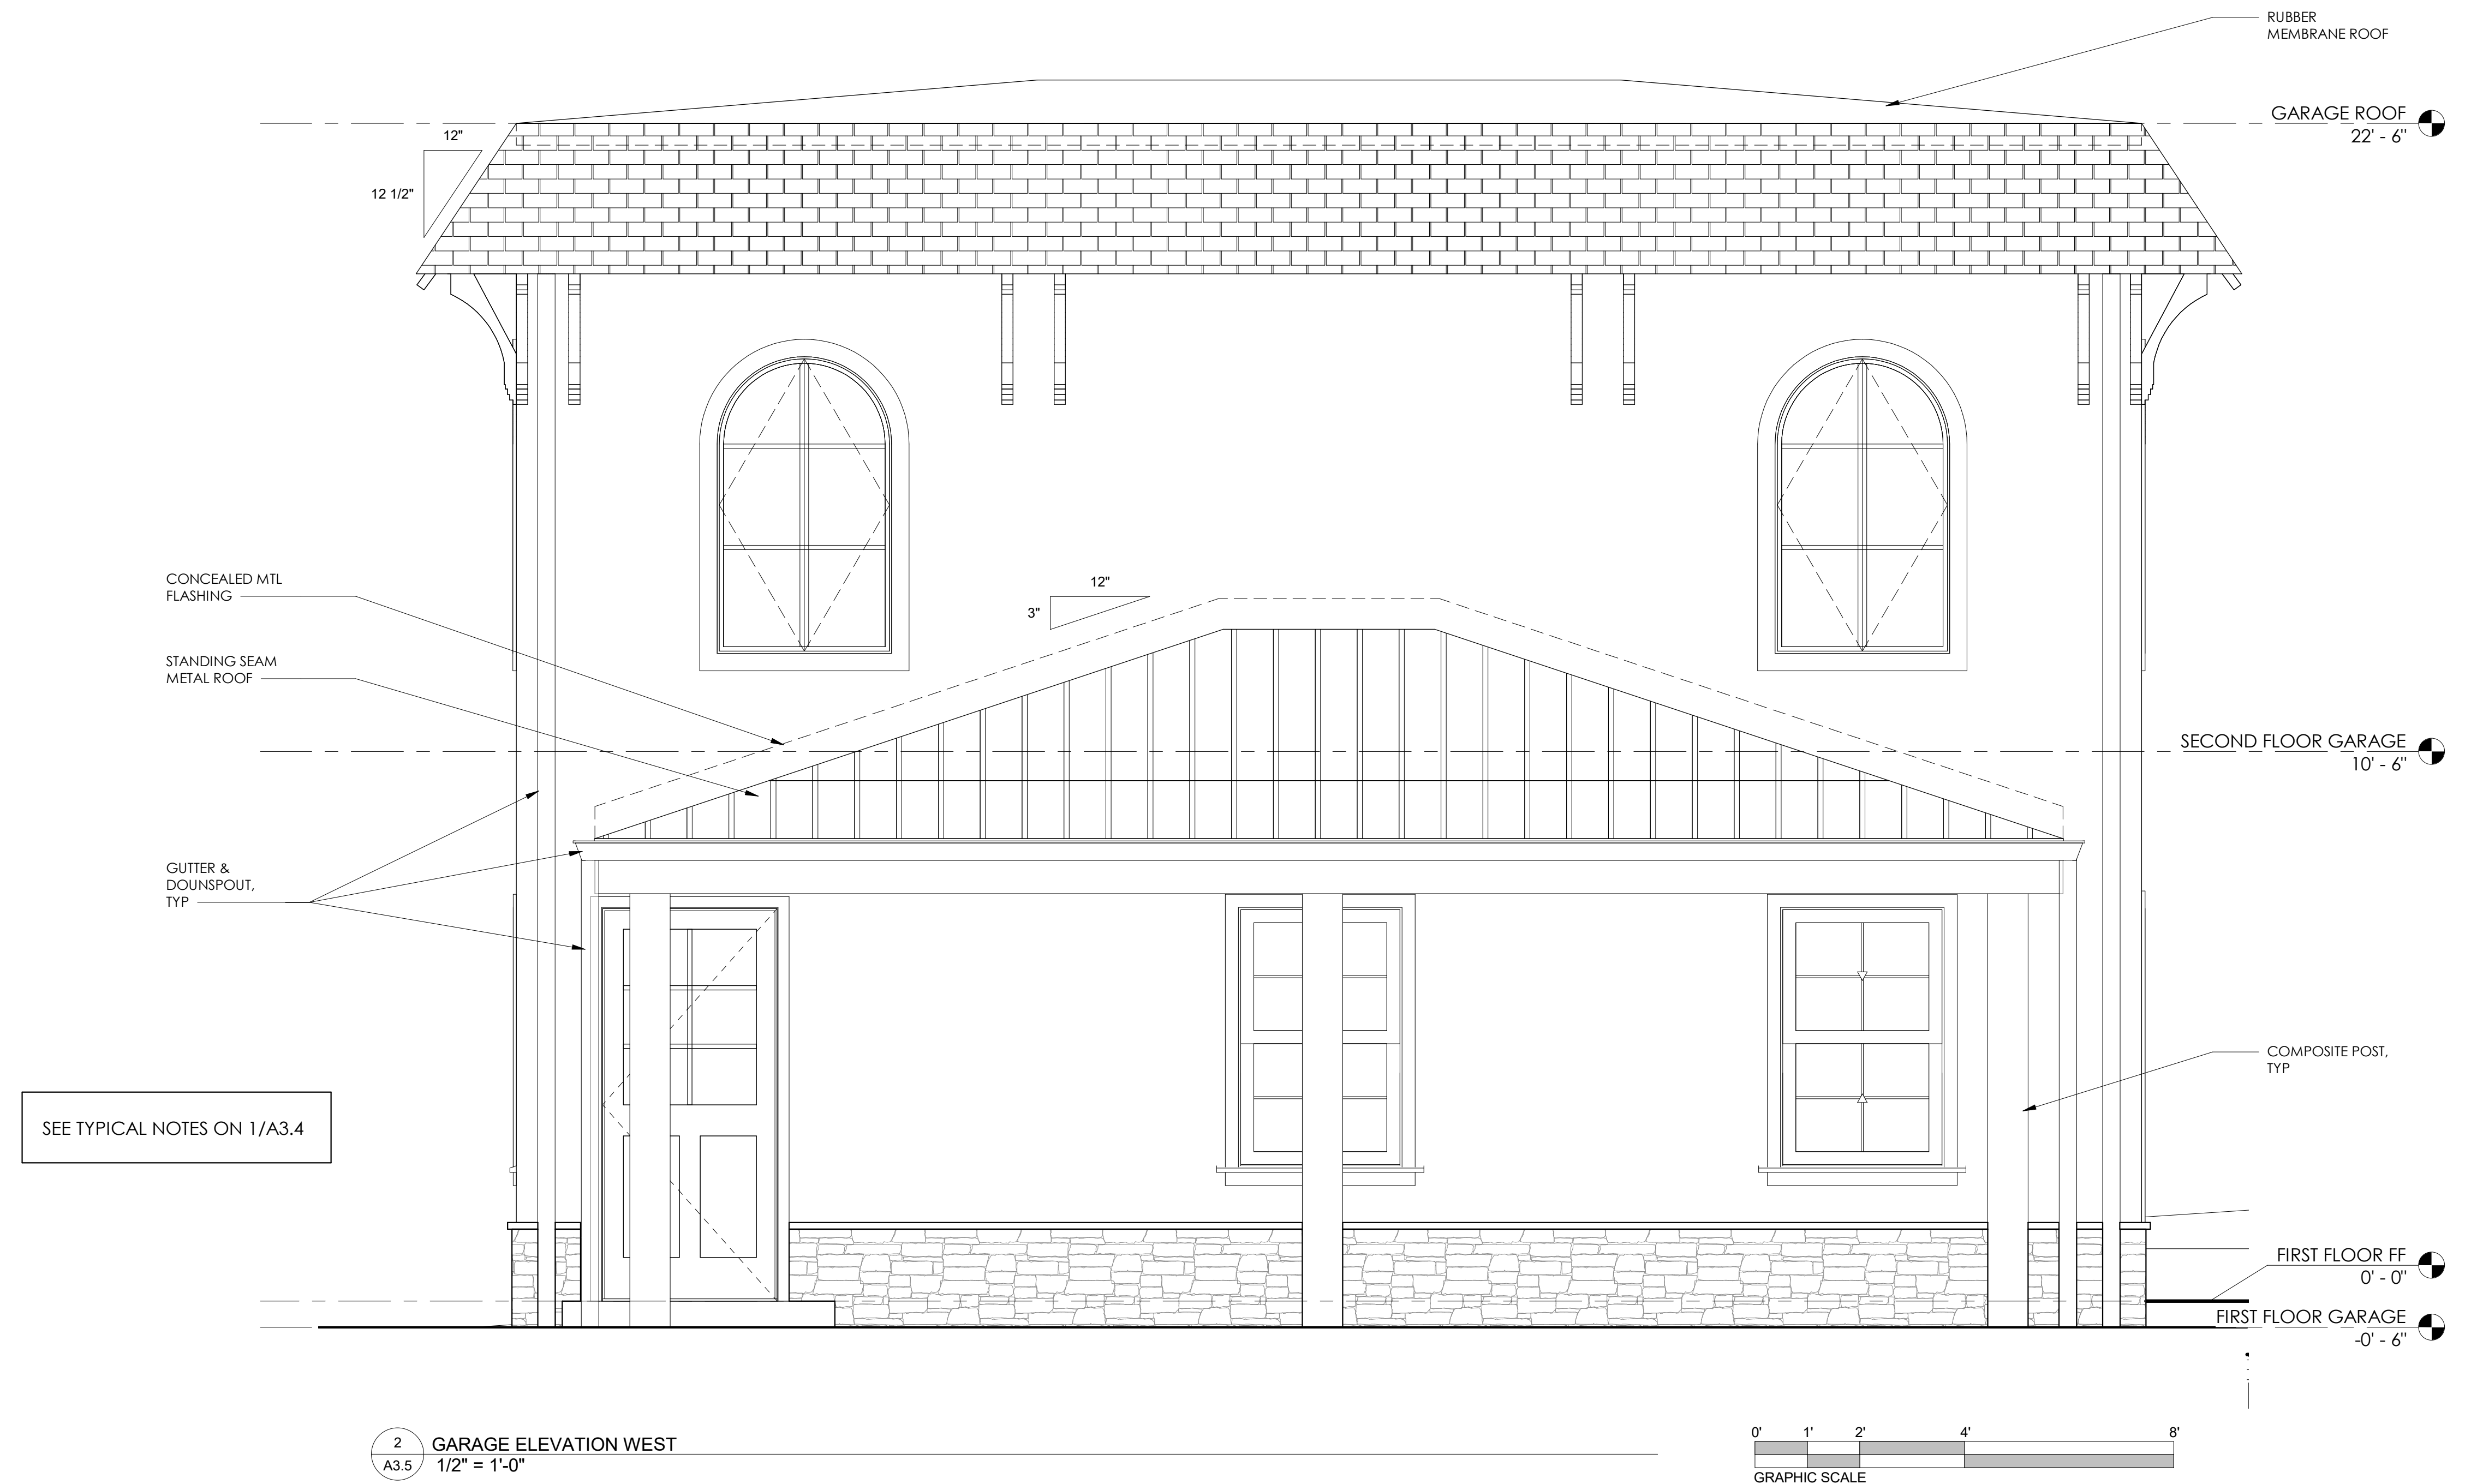 RUBBER
MEMBRANE ROOF
GARAGE ROOF
22' - 6"
12"
12 1/2"
CONCEALED MTL
FLASHING
12"
3"
STANDING SEAM
METAL ROOF
SECOND FLOOR GARAGE
10' - 6"
GUTTER &
DOUNSPOUT,
TYP
COMPOSITE POST,
TYP
SEE TYPICAL NOTES ON 1/A3.4
FIRST FLOOR FF
0' - 0"
FIRST FLOOR GARAGE
-0' - 6"
2
A3.5
GARAGE ELEVATION WEST
1/2" = 1'-0"
0' 1' 2' 4' 8'
GRAPHIC SCALE